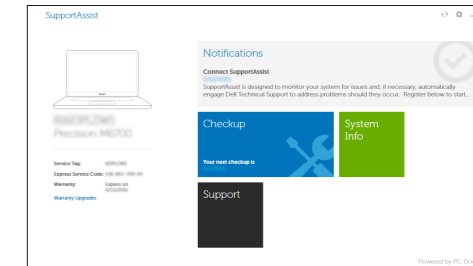 SupportAssist
Notifications
Connect SupportAssist
SupportAssist is designed to monitor your system for issues and, if necessary, automatically
engage Dell Technical Support to address problems should they occur. Register below to start...
Precision M6700
Checkup
System
Info
Your next checkup is
Service Tag:
Express Service Code:
Warranty: Expires on
Warranty Upgrades
Support
Powered by PC-Do